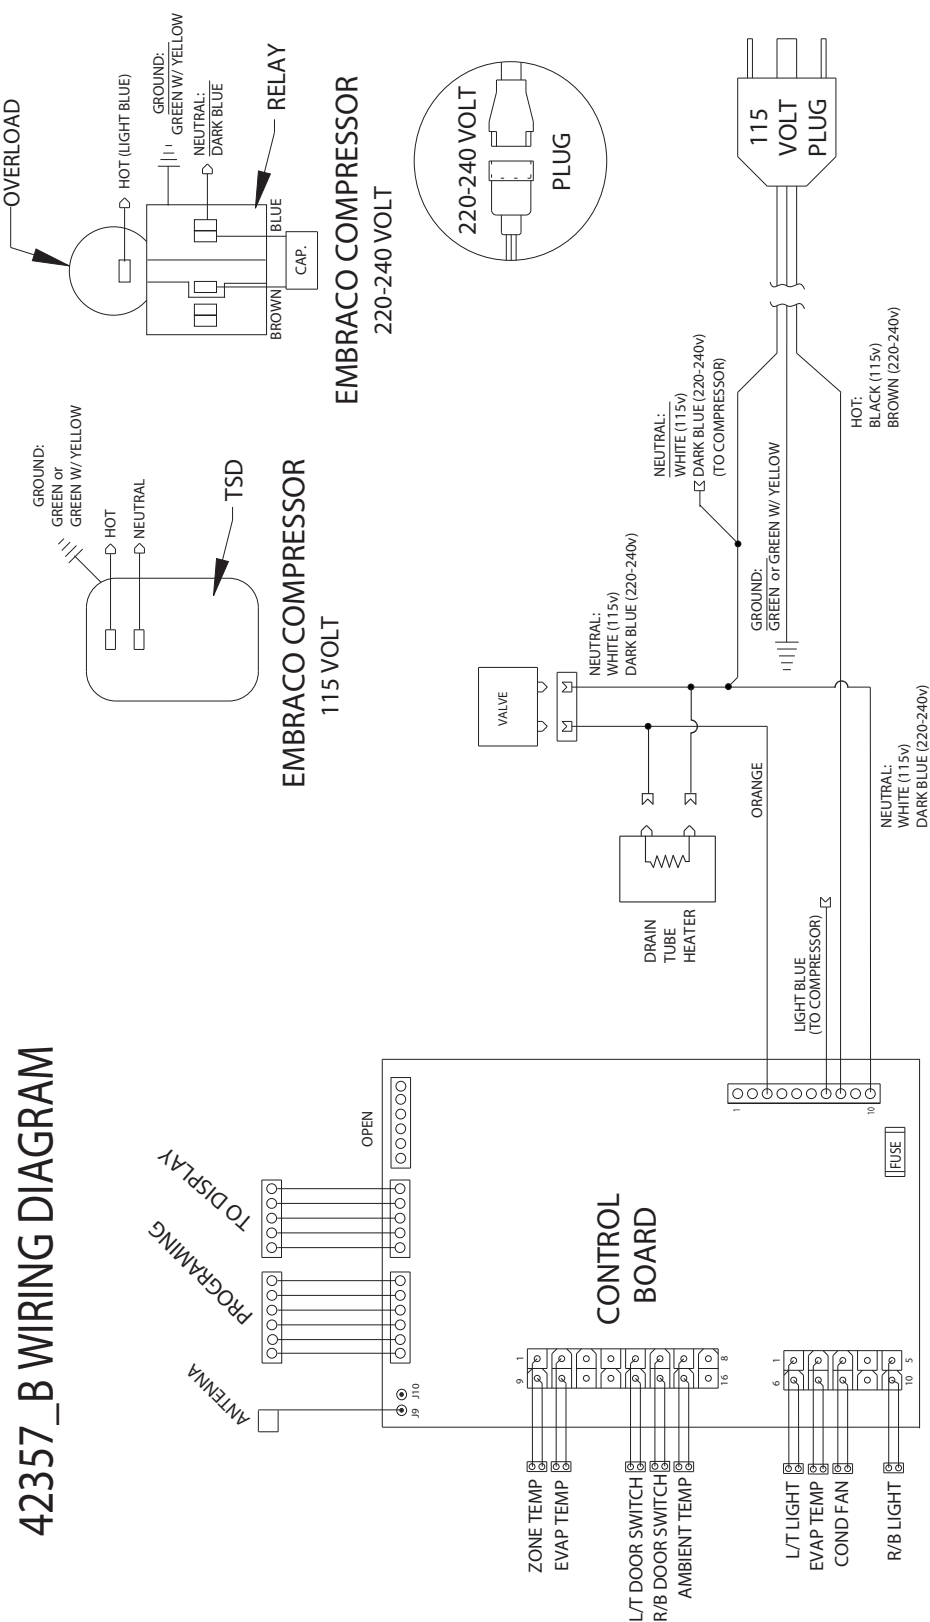 42357_B WIRING DIAGRAM
OVERLOAD
HOT (LIGHT BLUE)
GROUND:
GREEN W/ YELLOW
NEUTRAL:
DARK BLUE
RELAY
BLUE
BROWN
CAP.
EMBRACO COMPRESSOR
220-240 VOLT
GROUND:
GREEN or
GREEN W/ YELLOW
HOT
NEUTRAL
TSD
EMBRACO COMPRESSOR
115 VOLT
220-240 VOLT
PLUG
115
VOLT
PLUG
NEUTRAL:
WHITE (115v)
DARK BLUE (220-240v)
(TO COMPRESSOR)
GROUND:
GREEN or GREEN W/ YELLOW
HOT:
BLACK (115v)
BROWN (220-240v)
VALVE
NEUTRAL:
WHITE (115v)
DARK BLUE (220-240v)
DRAIN
TUBE
HEATER
ORANGE
LIGHT BLUE
(TO COMPRESSOR)
NEUTRAL:
WHITE (115v)
DARK BLUE (220-240v)
ANTENNA
PROGRAMING
TO DISPLAY
OPEN
J9
J10
CONTROL
BOARD
1
10
FUSE
9
1
16
8
6
1
10
5
ZONE TEMP
EVAP TEMP
L/T DOOR SWITCH
R/B DOOR SWITCH
AMBIENT TEMP
L/T LIGHT
EVAP TEMP
COND FAN
R/B LIGHT